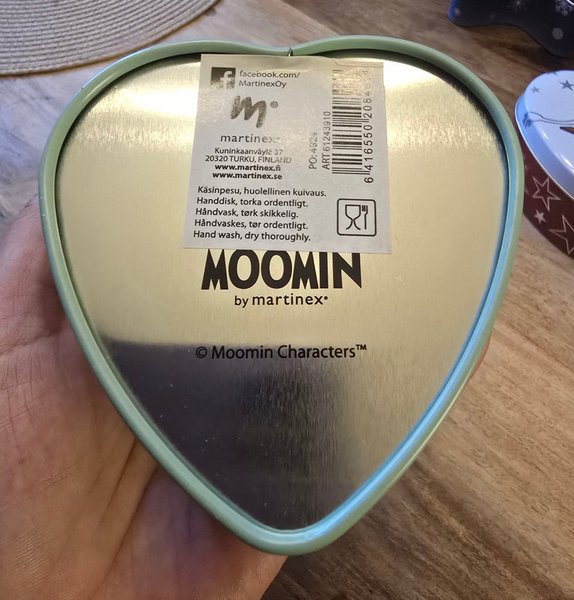 facebook.com/
MartinexOy
m
martinex
Kuninkaanväylä 37
20320 TURKU, FINLAND
www.martinex.fi
www.martinex.se
PO:4924
ART 61243910
6 416550 208
Käsinpesu, huolellinen kuivaus.
Handdisk, torka ordentligt.
Håndvask, tørk skikkelig.
Håndvaskes, tør ordentligt.
Hand wash, dry thoroughly.
MOOMIN
by martinex®
© Moomin Characters™